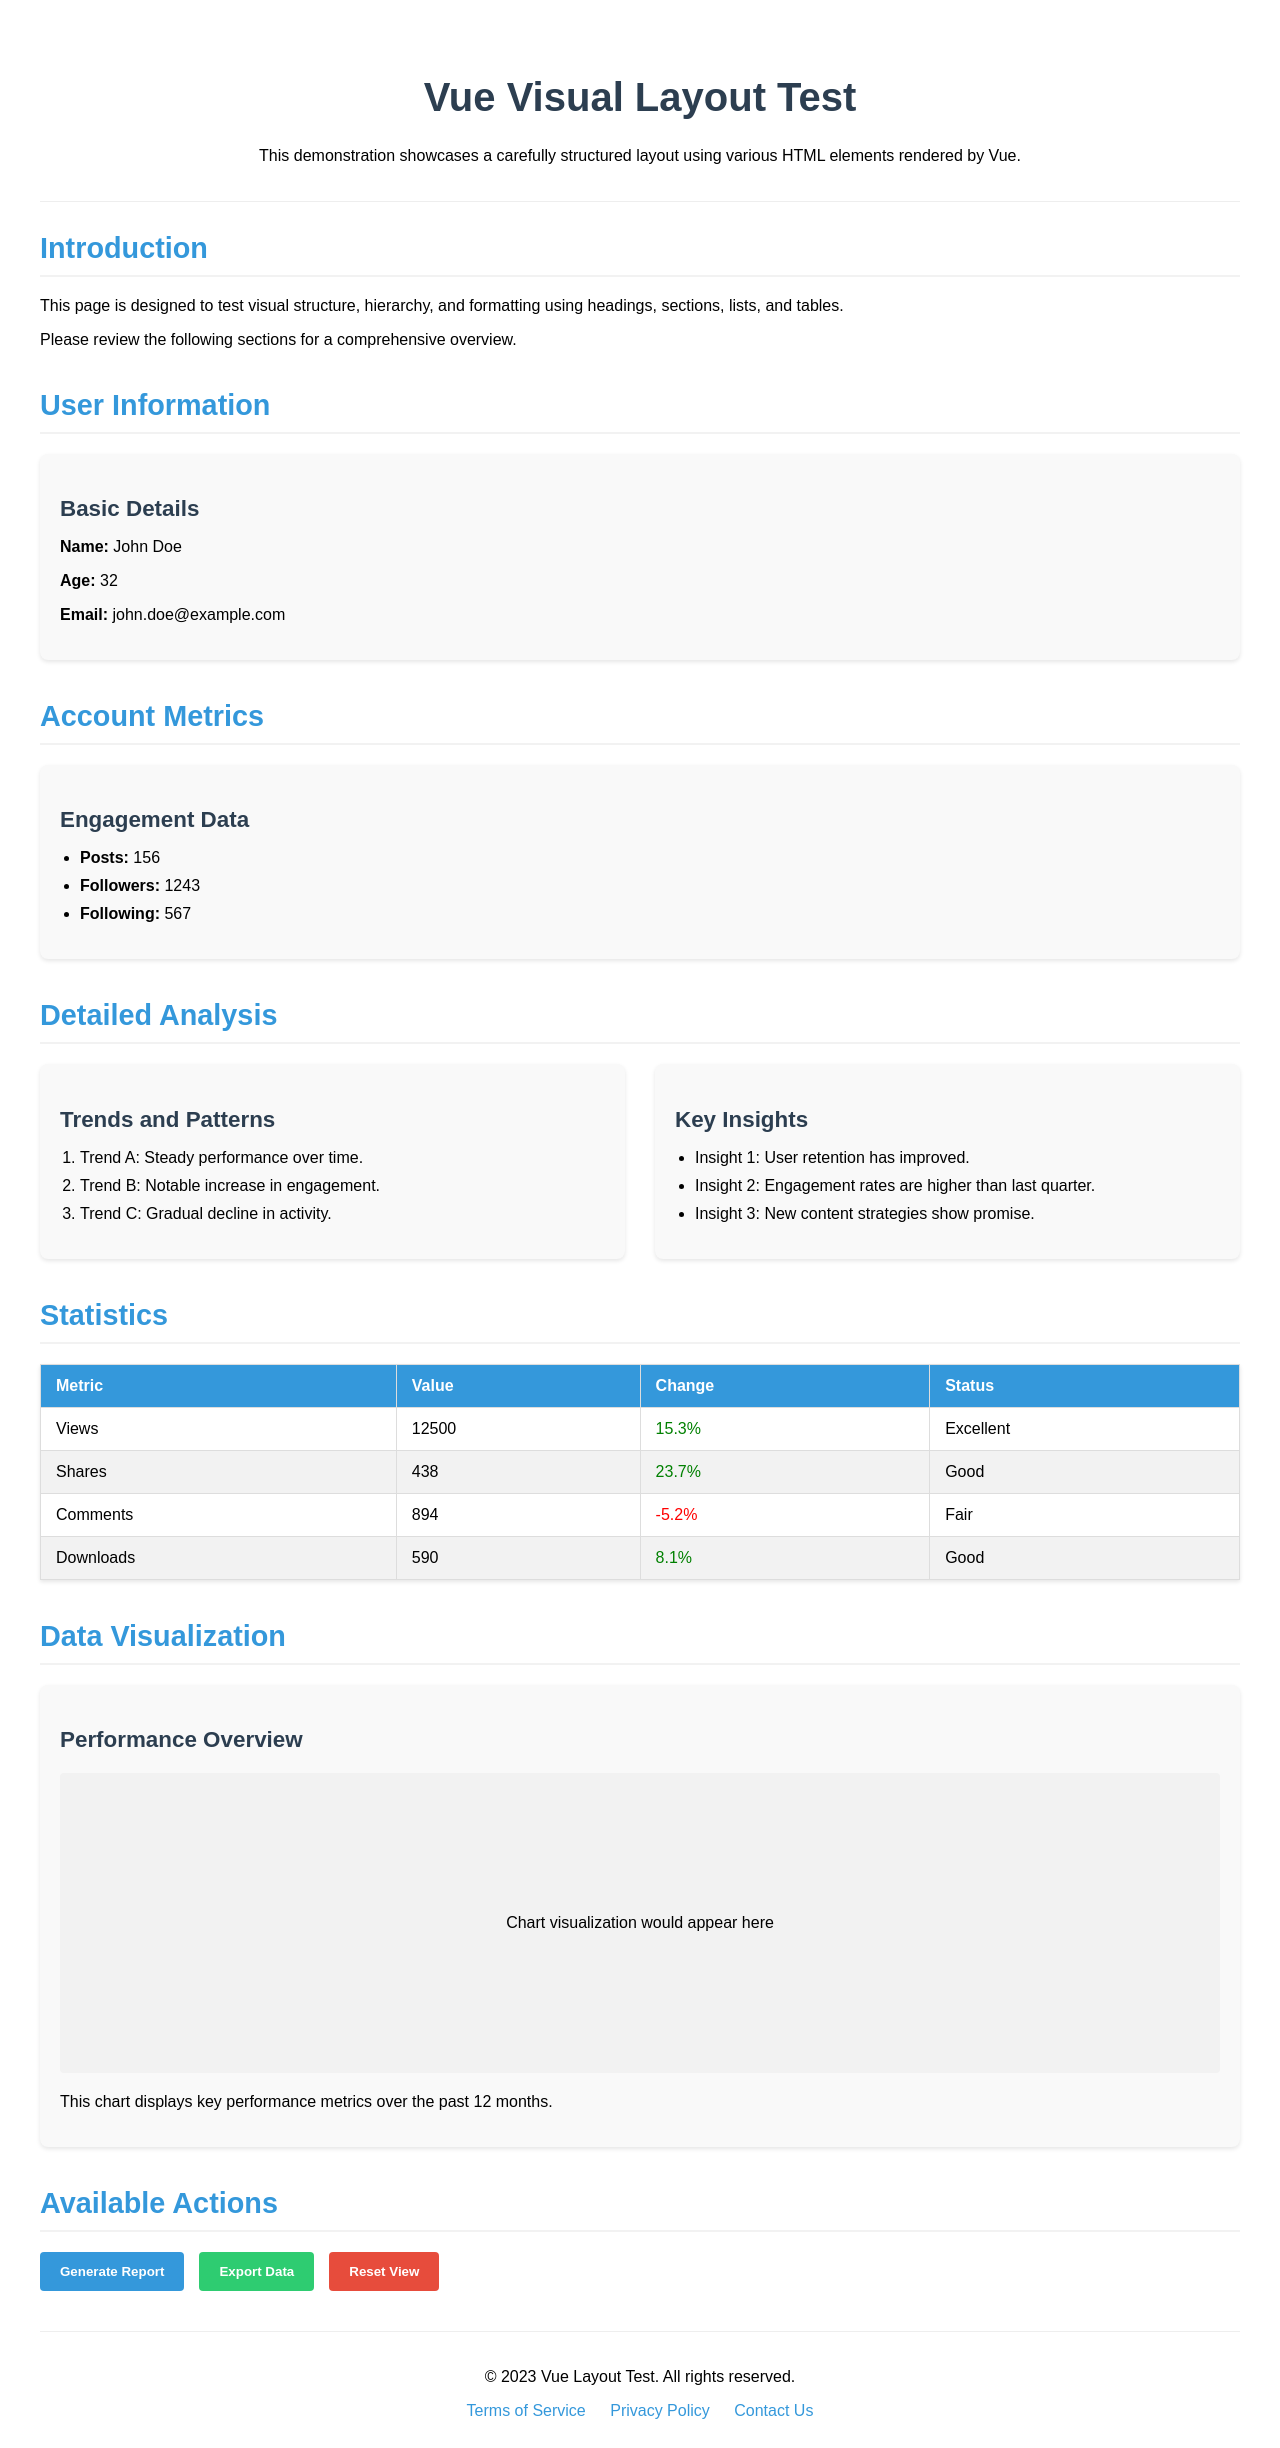 Vue Visual Layout Test
This demonstration showcases a carefully structured layout using various HTML elements rendered by Vue.
Introduction
This page is designed to test visual structure, hierarchy, and formatting using headings, sections, lists, and tables.
Please review the following sections for a comprehensive overview.
User Information
Basic Details
Name: John Doe
Age: 32
Email: john.doe@example.com
Account Metrics
Engagement Data
• Posts: 156
• Followers: 1243
• Following: 567
Detailed Analysis
Trends and Patterns
1. Trend A: Steady performance over time.
2. Trend B: Notable increase in engagement.
3. Trend C: Gradual decline in activity.
Key Insights
• Insight 1: User retention has improved.
• Insight 2: Engagement rates are higher than last quarter.
• Insight 3: New content strategies show promise.
Statistics
Metric Value Change Status
Views 12500 15.3% Excellent
Shares 438 23.7% Good
Comments 894 -5.2% Fair
Downloads 590 8.1% Good
Data Visualization
Performance Overview
Chart visualization would appear here
This chart displays key performance metrics over the past 12 months.
Available Actions
Generate Report Export Data Reset View
© 2023 Vue Layout Test. All rights reserved.
Terms of Service Privacy Policy Contact Us